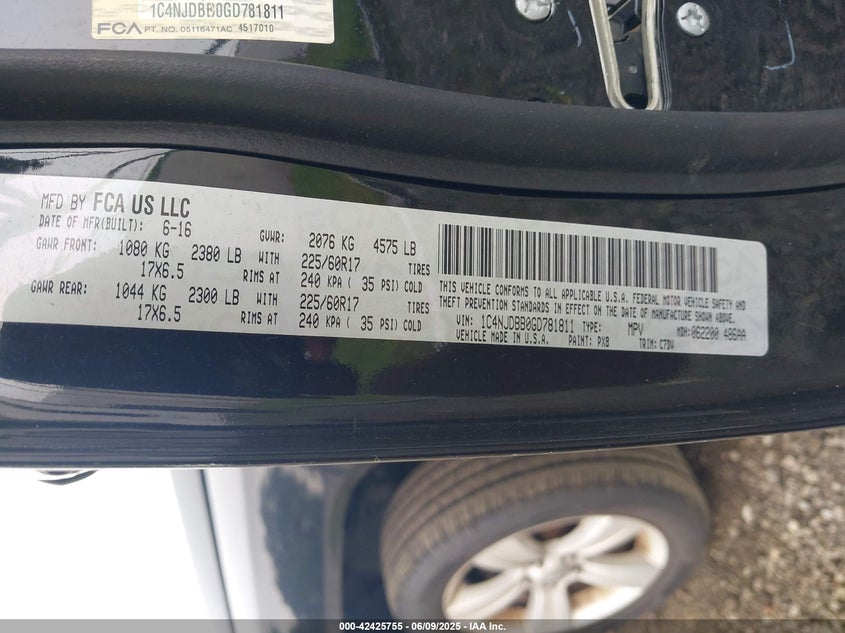 1C4NJDBB0GD781811
FCA PT. NO. 05116471AC 4517010
MFD BY FCA US LLC
DATE OF MFR(BUILT): 6-16 GVWR: 2076 KG 4575 LB
GAWR FRONT: 1080 KG 2380 LB WITH 225/60R17 TIRES
17X6.5 RIMS AT 240 KPA ( 35 PSI) COLD
GAWR REAR: 1044 KG 2300 LB WITH 225/60R17 TIRES
17X6.5 RIMS AT 240 KPA ( 35 PSI) COLD
THIS VEHICLE CONFORMS TO ALL APPLICABLE U.S.A. FEDERAL MOTOR VEHICLE SAFETY AND
THEFT PREVENTION STANDARDS IN EFFECT ON THE DATE OF MANUFACTURE SHOWN ABOVE.
VIN: 1C4NJDBB0GD781811 TYPE: MPV MDH: 062200 486AA
VEHICLE MADE IN U.S.A. PAINT: PX8 TRIM: C7DV
000-42425755 - 06/09/2025 - IAA Inc.